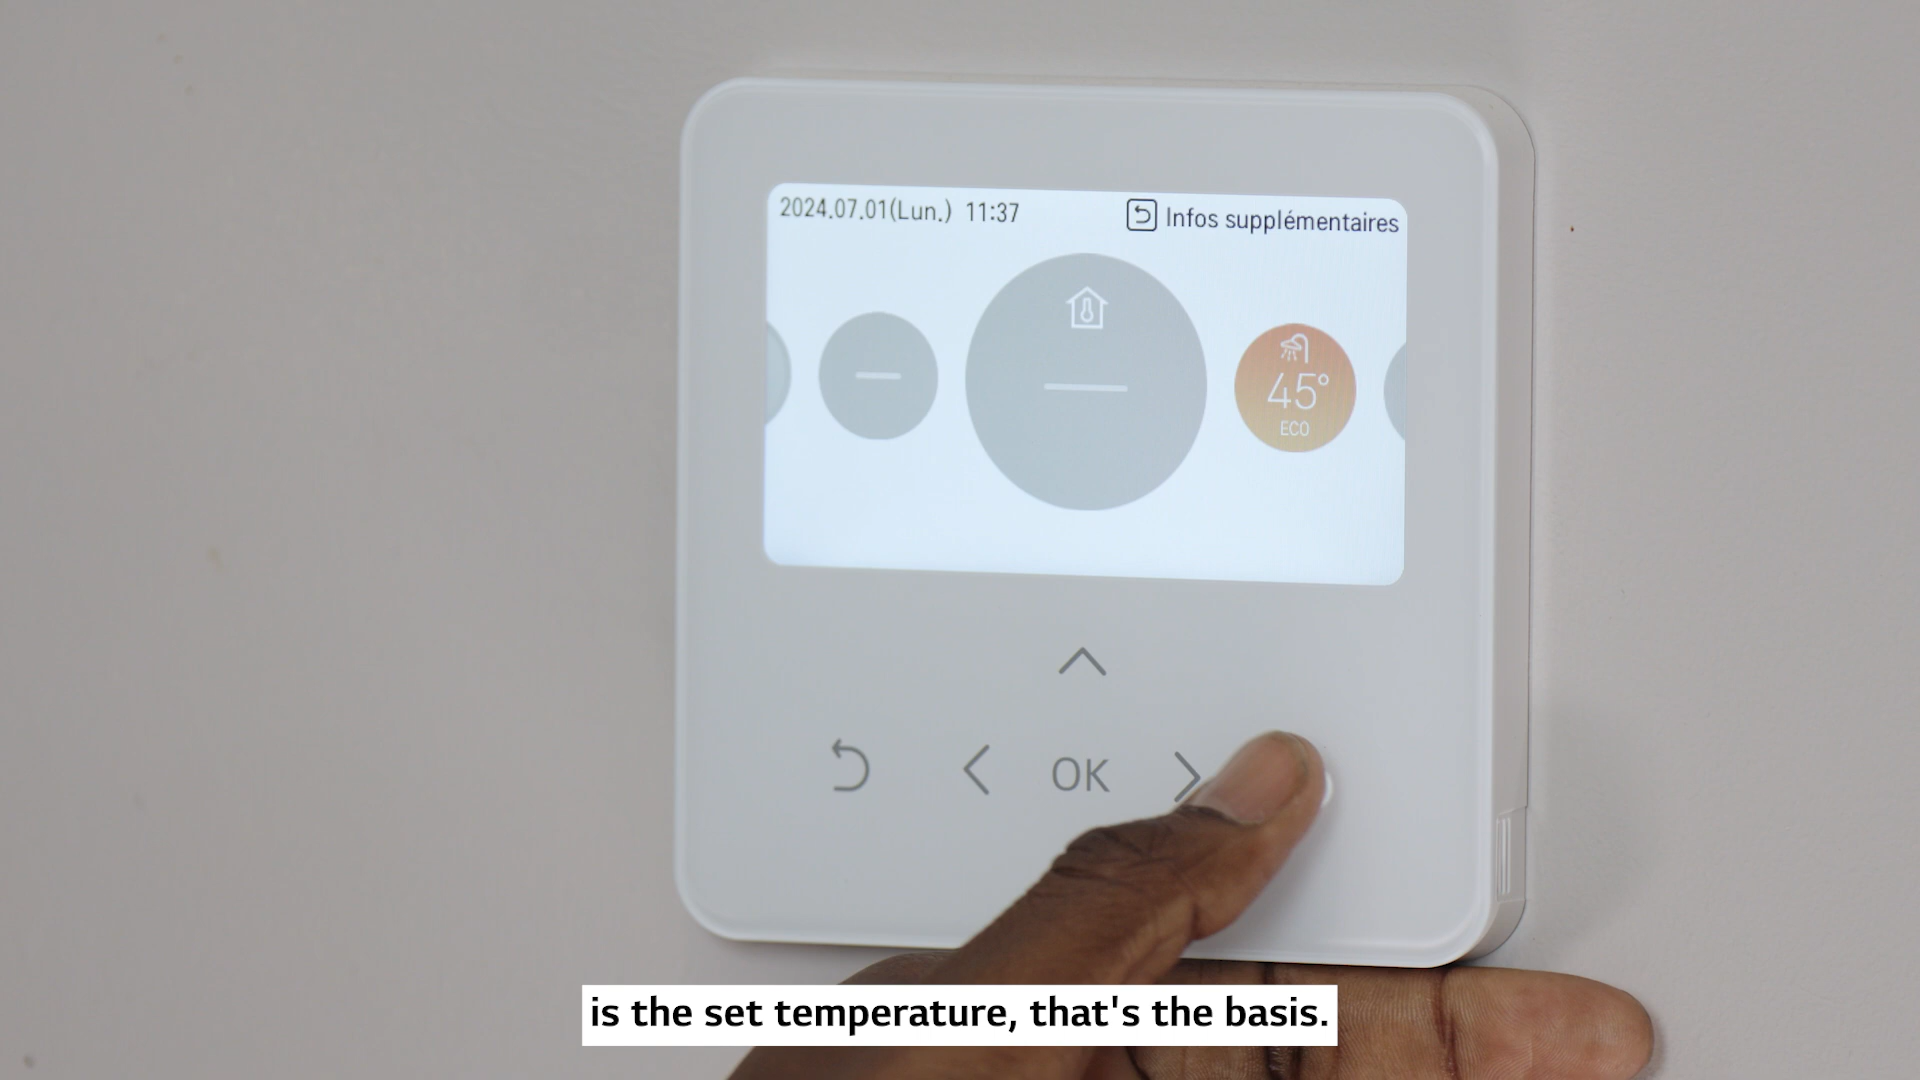 2024.07.01(Lun.) 11:37
Infos supplémentaires
45°
ECO
OK
is the set temperature, that's the basis.